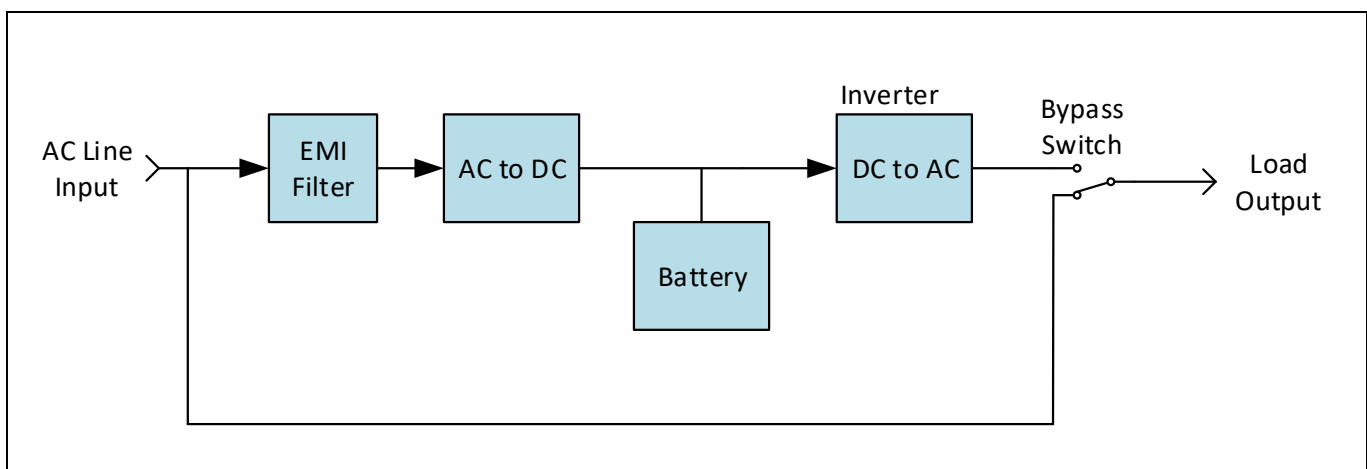 AC Line
Input
EMI
Filter
AC to DC
Battery
Inverter
DC to AC
Bypass
Switch
Load
Output